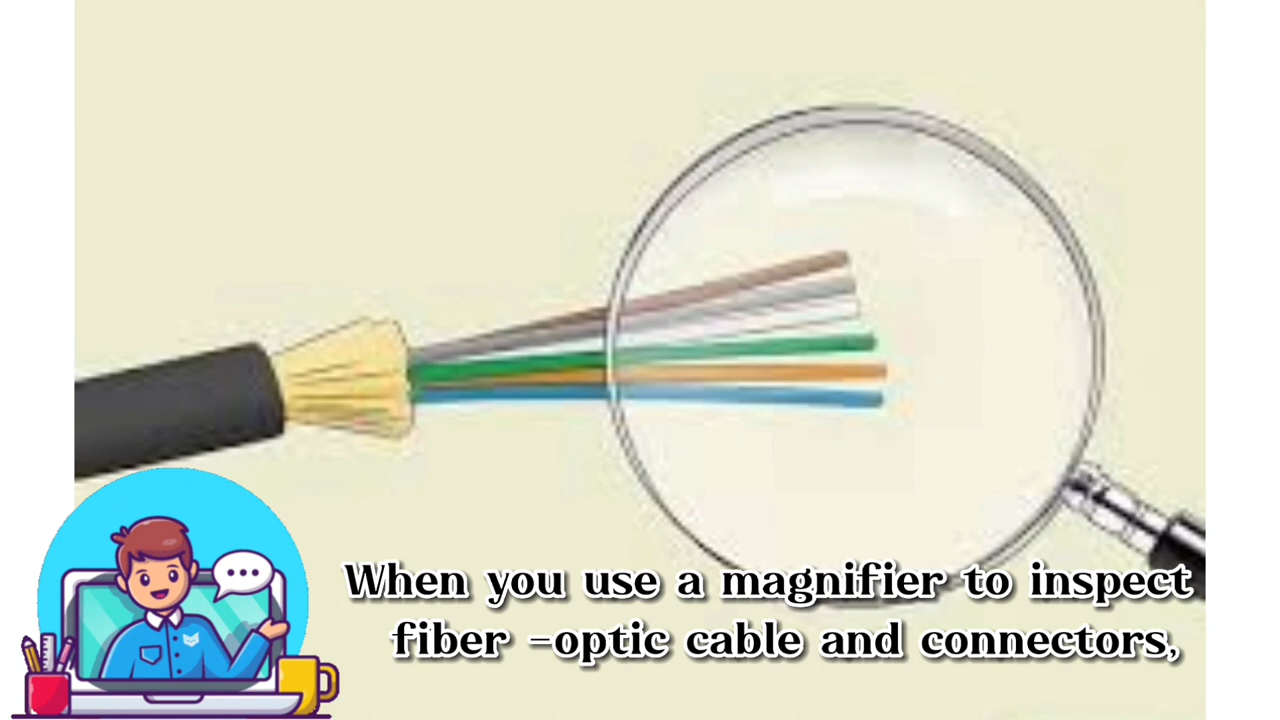 When you use a magnifier to inspect
fiber -optic cable and connectors,